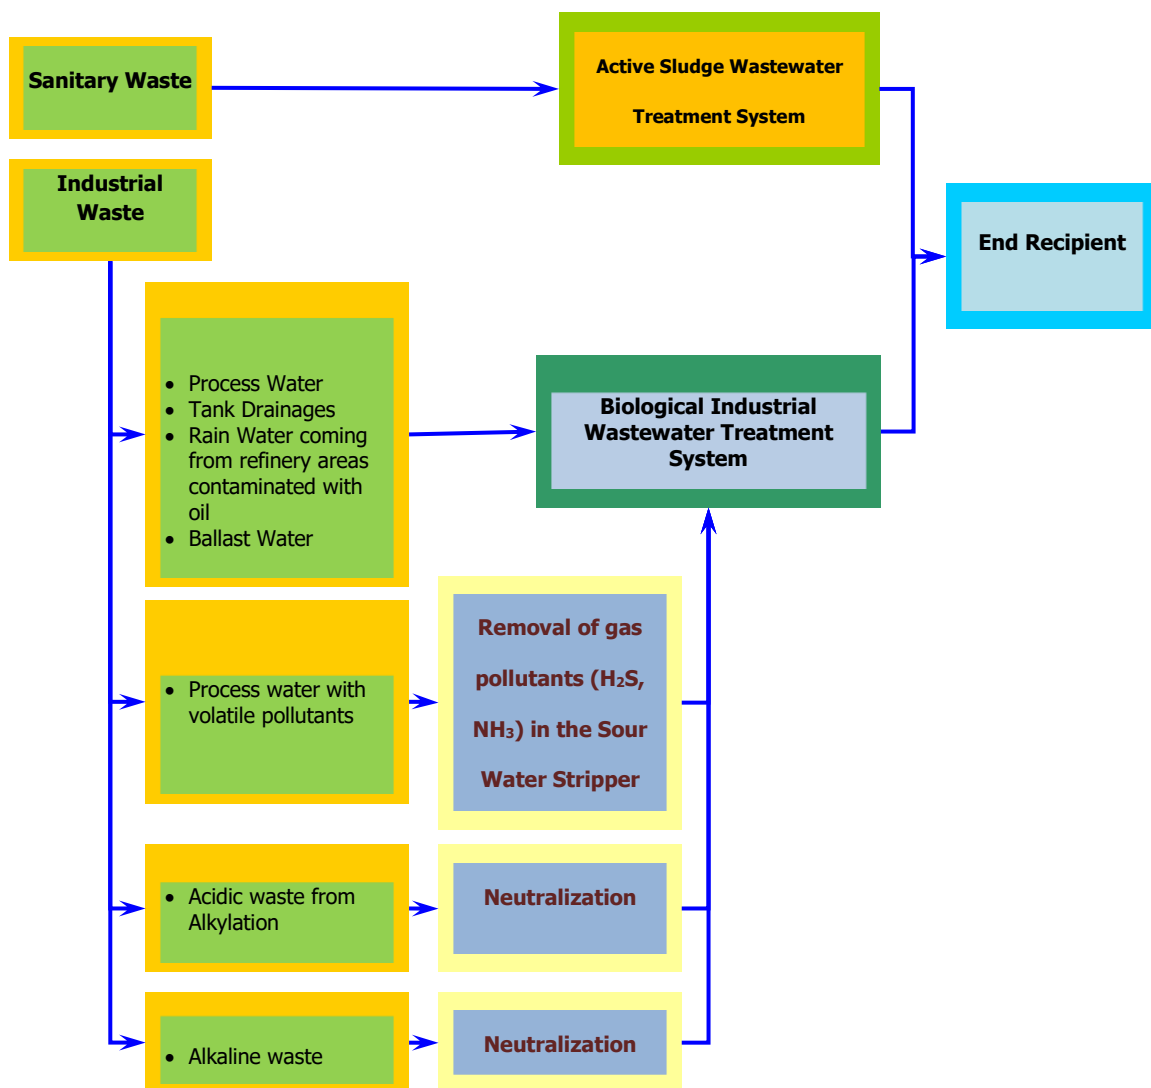 Sanitary Waste
Active Sludge Wastewater
Treatment System
Industrial
Waste
End Recipient
• Process Water
• Tank Drainages
• Rain Water coming
from refinery areas
contaminated with
oil
• Ballast Water
Biological Industrial
Wastewater Treatment
System
• Process water with
volatile pollutants
Removal of gas
pollutants (H₂S,
NH₃) in the Sour
Water Stripper
• Acidic waste from
Alkylation
Neutralization
• Alkaline waste
Neutralization